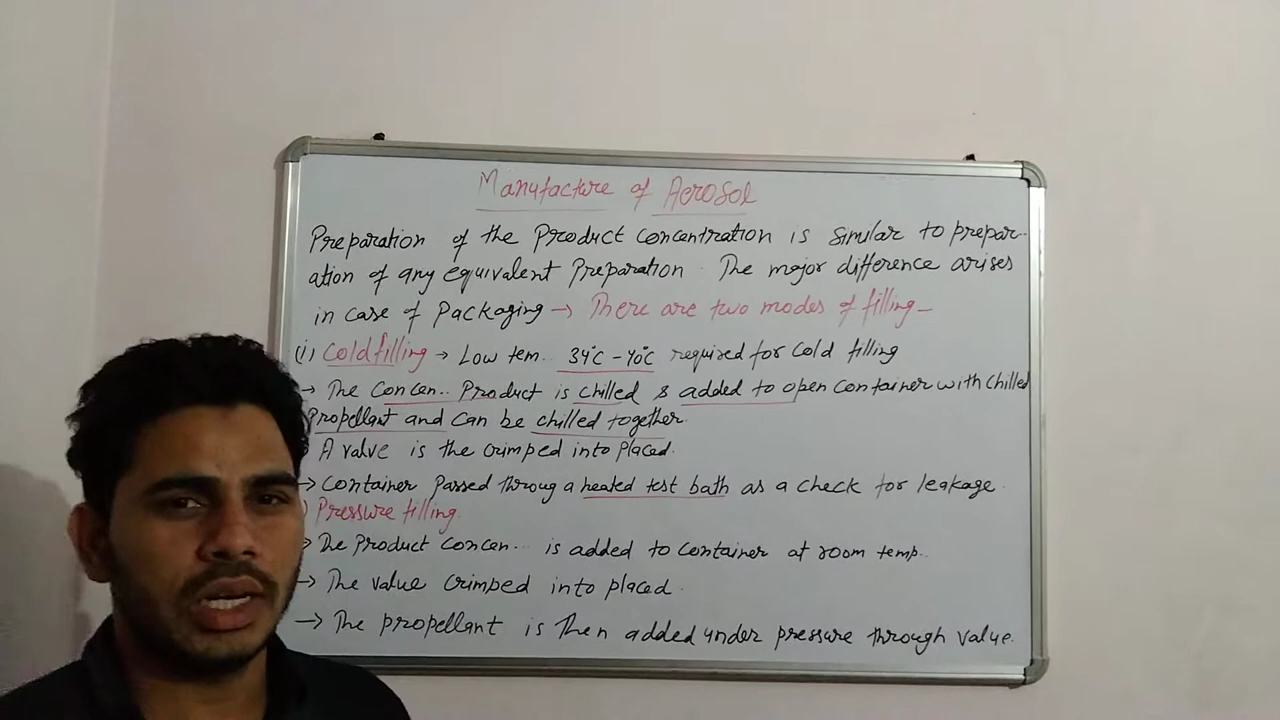 Manufacture of Aerosol
Preparation of the Product Concentration is similar to prepar-
ation of any equivalent Preparation. The major difference arises
in case of Packaging → There are two modes of filling-
(i) Cold filling → Low tem... 34°C - 40°C required for Cold filling
→ The Concen.. Product is chilled & added to open Container with Chilled
Propellant and can be chilled together.
A valve is the crimped into placed.
→ Container Passed throug a heated test bath as a check for leakage.
) Pressure filling.
→ The Product Concen... is added to Container at room temp..
→ The value Crimped into placed.
→ The propellant is Then added under pressure through value.